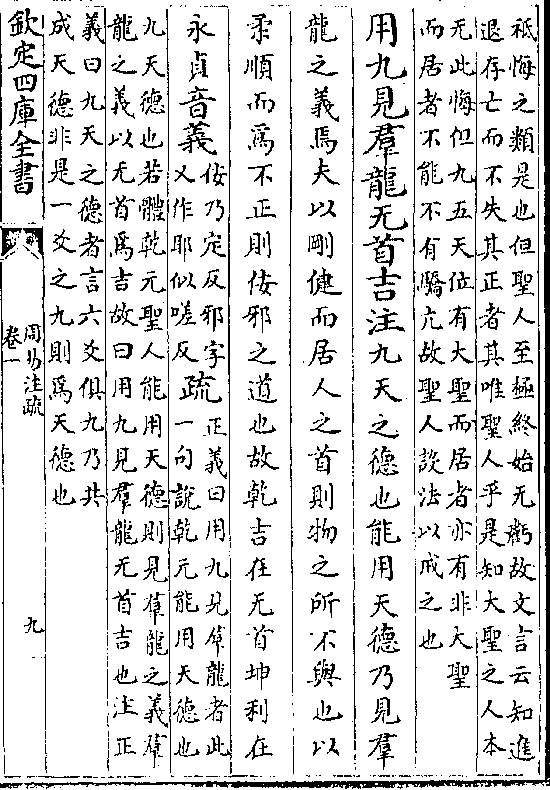 祗悔之類是也但聖人至極終始无虧故文言云知進
退存亡而不失其正者其唯聖人乎是知大聖之人本
无此悔但九五天位有大聖而居者亦有非大聖
而居者不能不有驕亢故聖人設法以戒之也
用九見羣龍无首吉注九天之德也能用天德乃見羣
龍之義焉夫以剛健而居人之首則物之所不與也以
柔順而爲不正則佞邪之道也故乾吉在无首坤利在
永貞音義
佞乃定反邪字
又作耶似嗟反
疏
正義曰用九見羣龍者此
一句說乾元能用天德也
九天德也若體乾元聖人能用天德則見羣龍之義羣
龍之義以无首爲吉故曰用九見羣龍无首吉也注正
義曰九天之德者言六爻俱九乃共
成天德非是一爻之九則爲天德也
欽定四庫全書
周易注疏
卷一
九